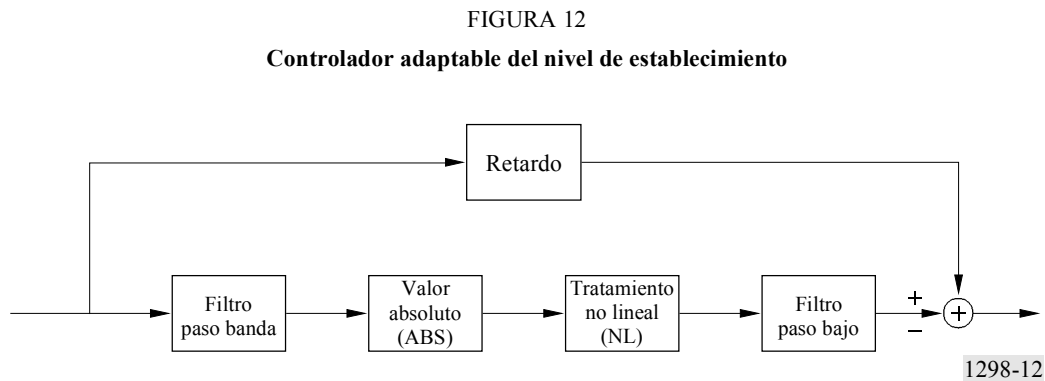 FIGURA 12
Controlador adaptable del nivel de establecimiento
Retardo
Filtro
paso banda
Valor
absoluto
(ABS)
Tratamiento
no lineal
(NL)
Filtro
paso bajo
+
−
+
1298-12